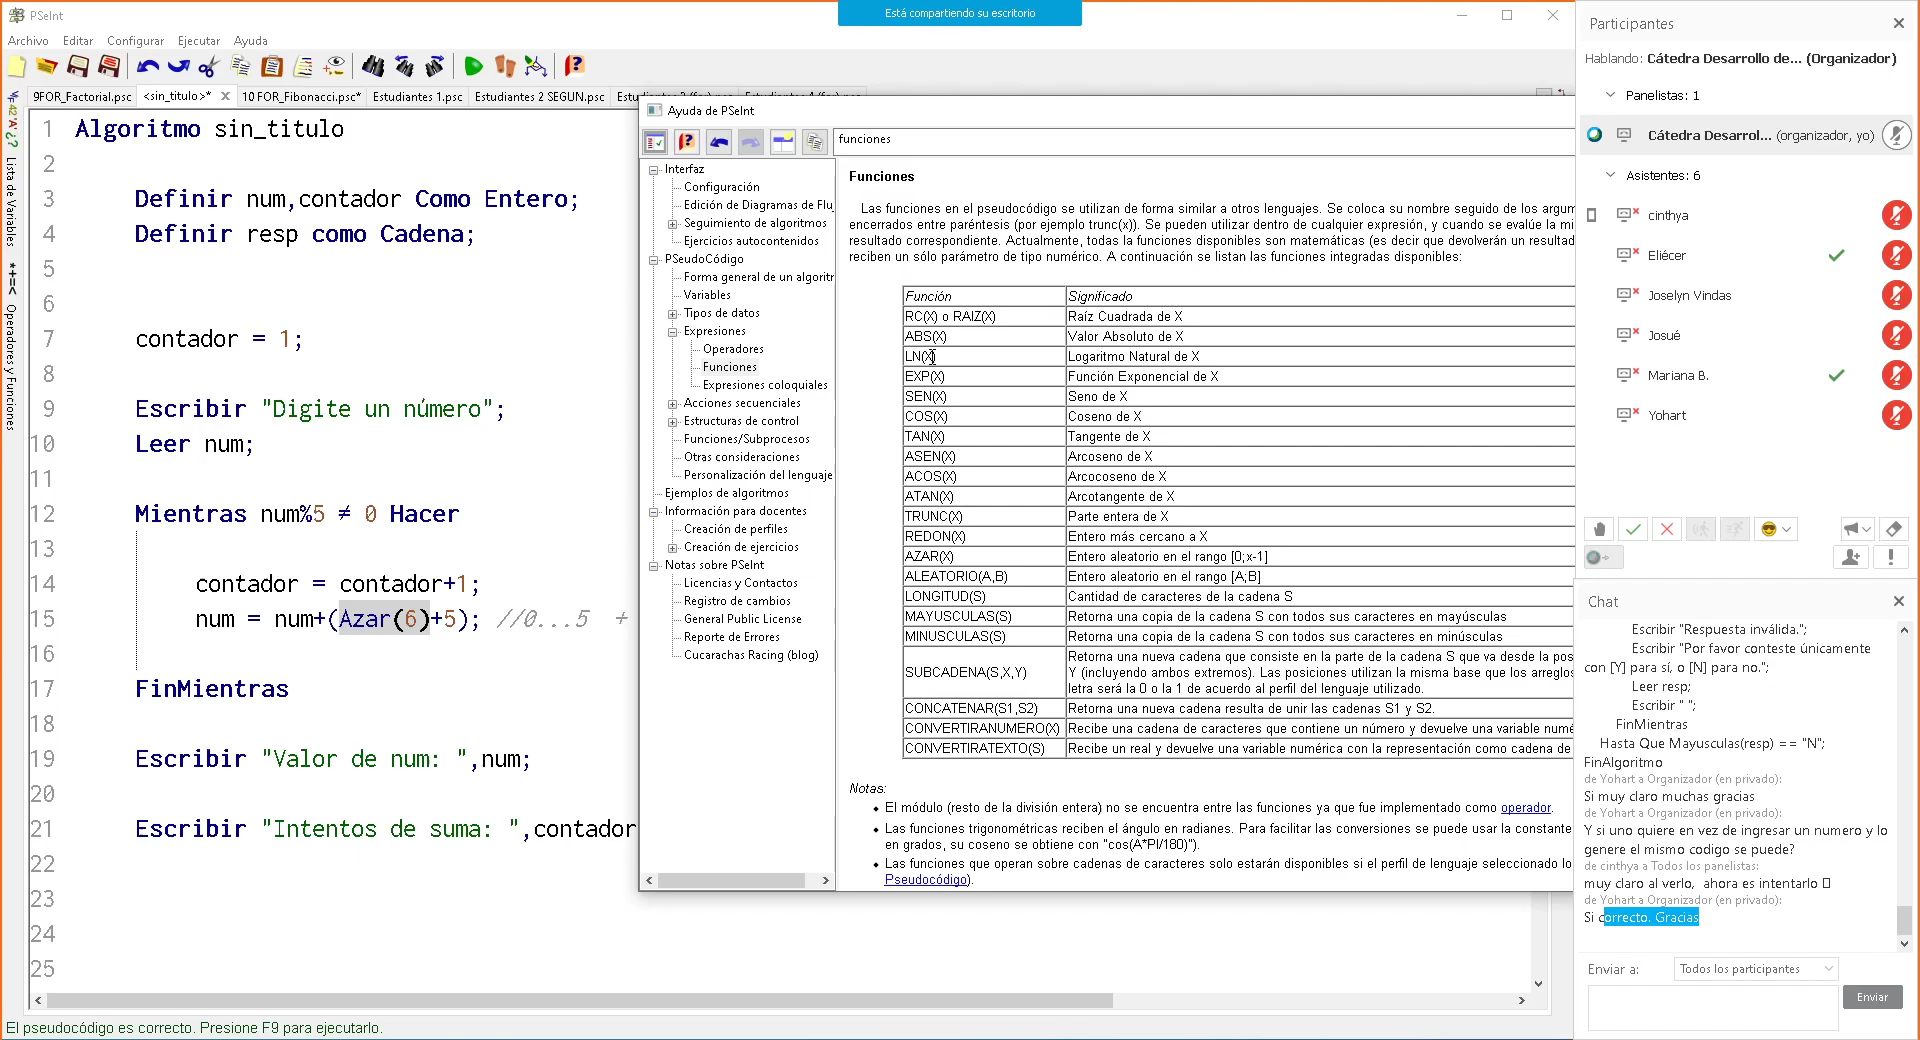 PSeInt
Está compartiendo su escritorio
Archivo Editar Configurar Ejecutar Ayuda
9FOR_Factorial.psc <sin_titulo>* 10 FOR_Fibonacci.psc* Estudiantes 1.psc Estudiantes 2 SEGUN.psc
Lista de Variables
Operadores y Funciones
1 Algoritmo sin_titulo
2
3 Definir num,contador Como Entero;
4 Definir resp como Cadena;
5
6
7 contador = 1;
8
9 Escribir "Digite un número";
10 Leer num;
11
12 Mientras num%5 ≠ 0 Hacer
13
14 contador = contador+1;
15 num = num+(Azar(6)+5); //0...5 +
16
17 FinMientras
18
19 Escribir "Valor de num: ",num;
20
21 Escribir "Intentos de suma: ",contador
22
23
24
25
El pseudocódigo es correcto. Presione F9 para ejecutarlo.
Ayuda de PSeInt
funciones
Interfaz
Configuración
Edición de Diagramas de Fluj
Seguimiento de algoritmos
Ejercicios autocontenidos
PSeudoCódigo
Forma general de un algoritm
Variables
Tipos de datos
Expresiones
Operadores
Funciones
Expresiones coloquiales
Acciones secuenciales
Estructuras de control
Funciones/Subprocesos
Otras consideraciones
Personalización del lenguaje
Ejemplos de algoritmos
Información para docentes
Creación de perfiles
Creación de ejercicios
Notas sobre PSeInt
Licencias y Contactos
Registro de cambios
General Public License
Reporte de Errores
Cucarachas Racing (blog)
Funciones
Las funciones en el pseudocódigo se utilizan de forma similar a otros lenguajes. Se coloca su nombre seguido de los argum
encerrados entre paréntesis (por ejemplo trunc(x)). Se pueden utilizar dentro de cualquier expresión, y cuando se evalúe la mi
resultado correspondiente. Actualmente, todas la funciones disponibles son matemáticas (es decir que devolverán un resultad
reciben un sólo parámetro de tipo numérico. A continuación se listan las funciones integradas disponibles:
Función Significado
RC(X) o RAIZ(X) Raíz Cuadrada de X
ABS(X) Valor Absoluto de X
LN(X) Logaritmo Natural de X
EXP(X) Función Exponencial de X
SEN(X) Seno de X
COS(X) Coseno de X
TAN(X) Tangente de X
ASEN(X) Arcoseno de X
ACOS(X) Arcocoseno de X
ATAN(X) Arcotangente de X
TRUNC(X) Parte entera de X
REDON(X) Entero más cercano a X
AZAR(X) Entero aleatorio en el rango [0;x-1]
ALEATORIO(A,B) Entero aleatorio en el rango [A;B]
LONGITUD(S) Cantidad de caracteres de la cadena S
MAYUSCULAS(S) Retorna una copia de la cadena S con todos sus caracteres en mayúsculas
MINUSCULAS(S) Retorna una copia de la cadena S con todos sus caracteres en minúsculas
SUBCADENA(S,X,Y) Retorna una nueva cadena que consiste en la parte de la cadena S que va desde la pos
Y (incluyendo ambos extremos). Las posiciones utilizan la misma base que los arreglos
letra será la 0 o la 1 de acuerdo al perfil del lenguaje utilizado.
CONCATENAR(S1,S2) Retorna una nueva cadena resulta de unir las cadenas S1 y S2.
CONVERTIRANUMERO(X) Recibe una cadena de caracteres que contiene un número y devuelve una variable numé
CONVERTIRATEXTO(S) Recibe un real y devuelve una variable numérica con la representación como cadena de
Notas:
El módulo (resto de la división entera) no se encuentra entre las funciones ya que fue implementado como operador.
Las funciones trigonométricas reciben el ángulo en radianes. Para facilitar las conversiones se puede usar la constante
en grados, su coseno se obtiene con "cos(A*PI/180)").
Las funciones que operan sobre cadenas de caracteres solo estarán disponibles si el perfil de lenguaje seleccionado lo
Pseudocódigo).
Participantes
Hablando: Cátedra Desarrollo de... (Organizador)
Panelistas: 1
Cátedra Desarrol... (organizador, yo)
Asistentes: 6
cinthya
Eliécer
Joselyn Vindas
Josué
Mariana B.
Yohart
Chat
Escribir "Respuesta inválida.";
Escribir "Por favor conteste únicamente
con [Y] para sí, o [N] para no.";
Leer resp;
Escribir " ";
FinMientras
Hasta Que Mayusculas(resp) == "N";
FinAlgoritmo
de Yohart a Organizador (en privado):
Si muy claro muchas gracias
de Yohart a Organizador (en privado):
Y si uno quiere en vez de ingresar un numero y lo
genere el mismo codigo se puede?
de cinthya a Todos los panelistas:
muy claro al verlo, ahora es intentarlo
de Yohart a Organizador (en privado):
Si correcto. Gracias
Enviar a: Todos los participantes
Enviar